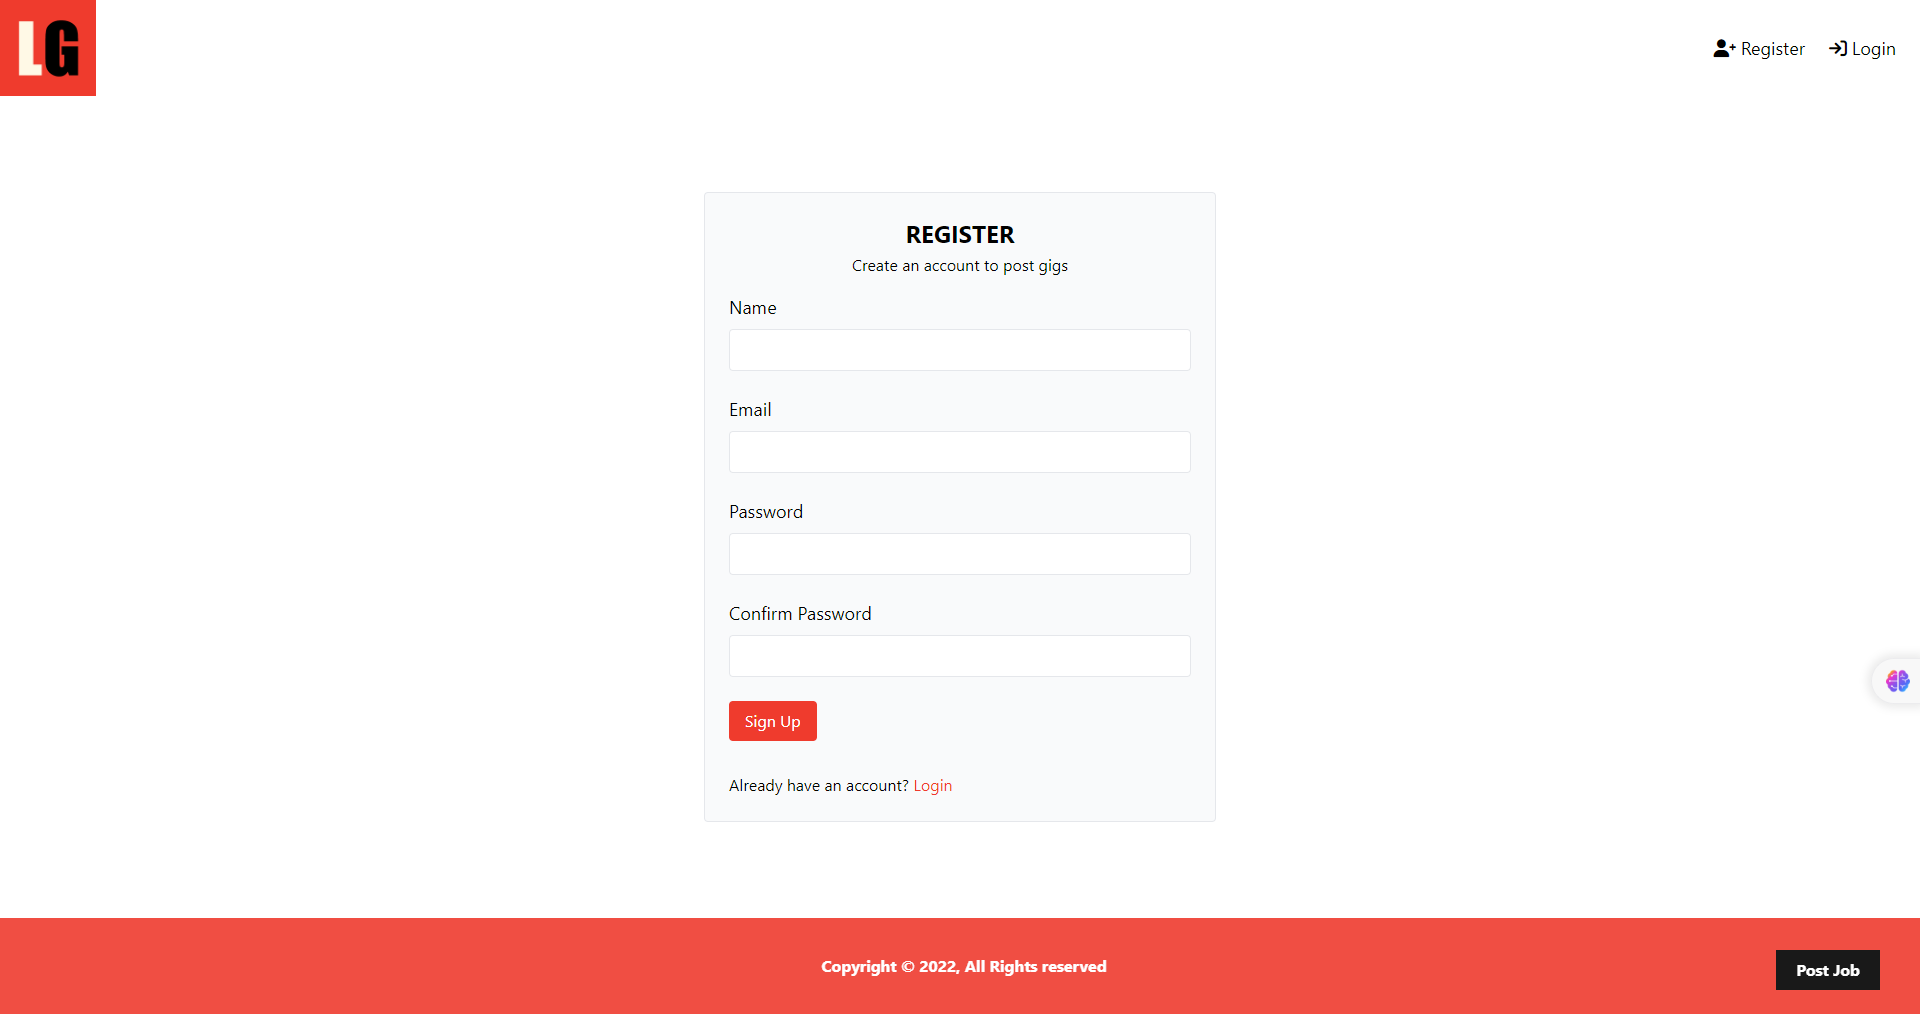 LG
Register
Login
REGISTER
Create an account to post gigs
Name
Email
Password
Confirm Password
Sign Up
Already have an account? Login
Copyright © 2022, All Rights reserved
Post Job